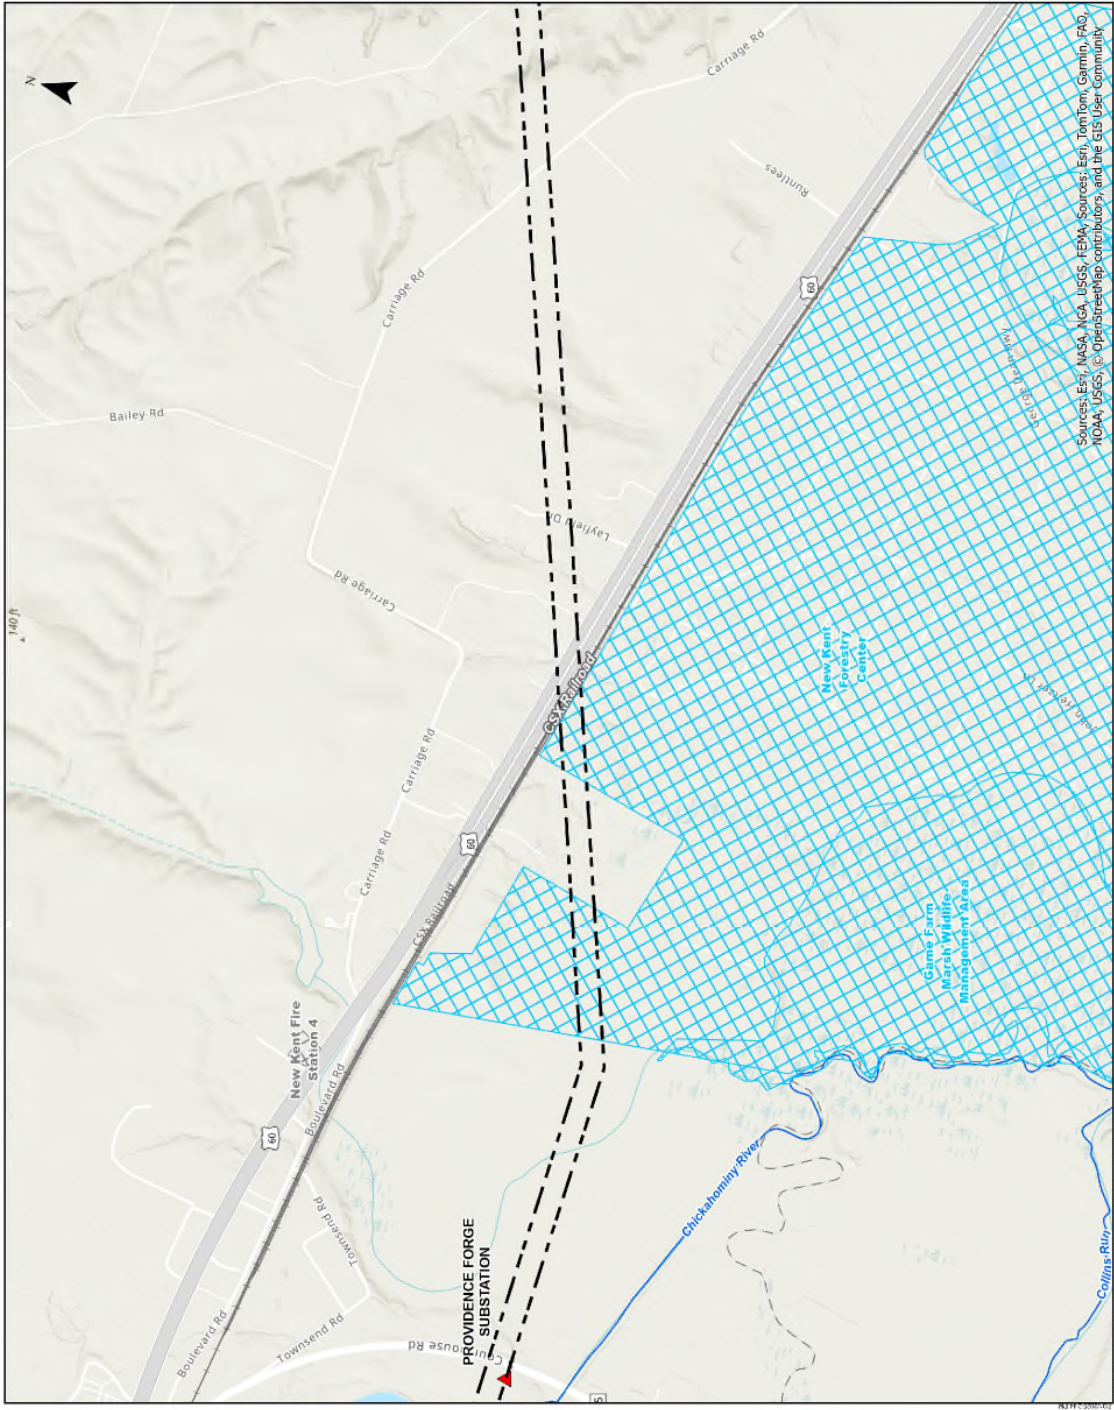 N
Carriage Rd
Runtlees
Carriage Rd
60
Bailey Rd
Layfield Dr
Carriage Rd
140 ft
CSX Railroad
New Kent
Forestry
Center
Carriage Rd
60
Carriage Rd
CSX Railroad
Game Farm
Marsh Wildlife
Management Area
New Kent Fire
Station 4
Boulevard Rd
60
Chickahominy River
Townsend Rd
PROVIDENCE FORGE
SUBSTATION
Collins Run
Boulevard Rd
Townsend Rd
Courthouse Rd
Sources: Esri, NASA, NGA, USGS, FEMA, Sources: Esri, TomTom, Garmin, FAO,
NOAA, USGS, © OpenStreetMap contributors, and the GIS User Community